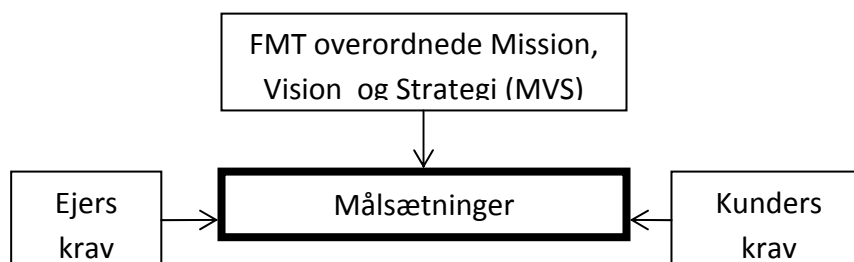 FMT overordnede Mission,
Vision og Strategi (MVS)
Ejers
krav
Målsætninger
Kunders
krav